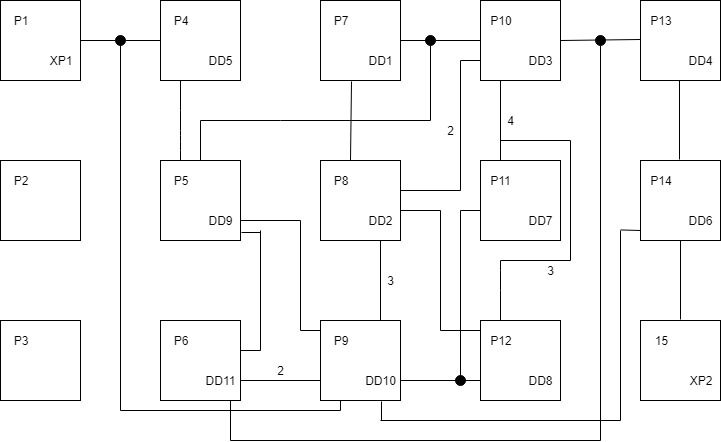 P1
XP1
P4
DD5
P7
DD1
P10
DD3
P13
DD4
2
4
P2
P5
DD9
P8
DD2
P11
DD7
P14
DD6
3
3
P3
P6
DD11
2
P9
DD10
P12
DD8
15
XP2